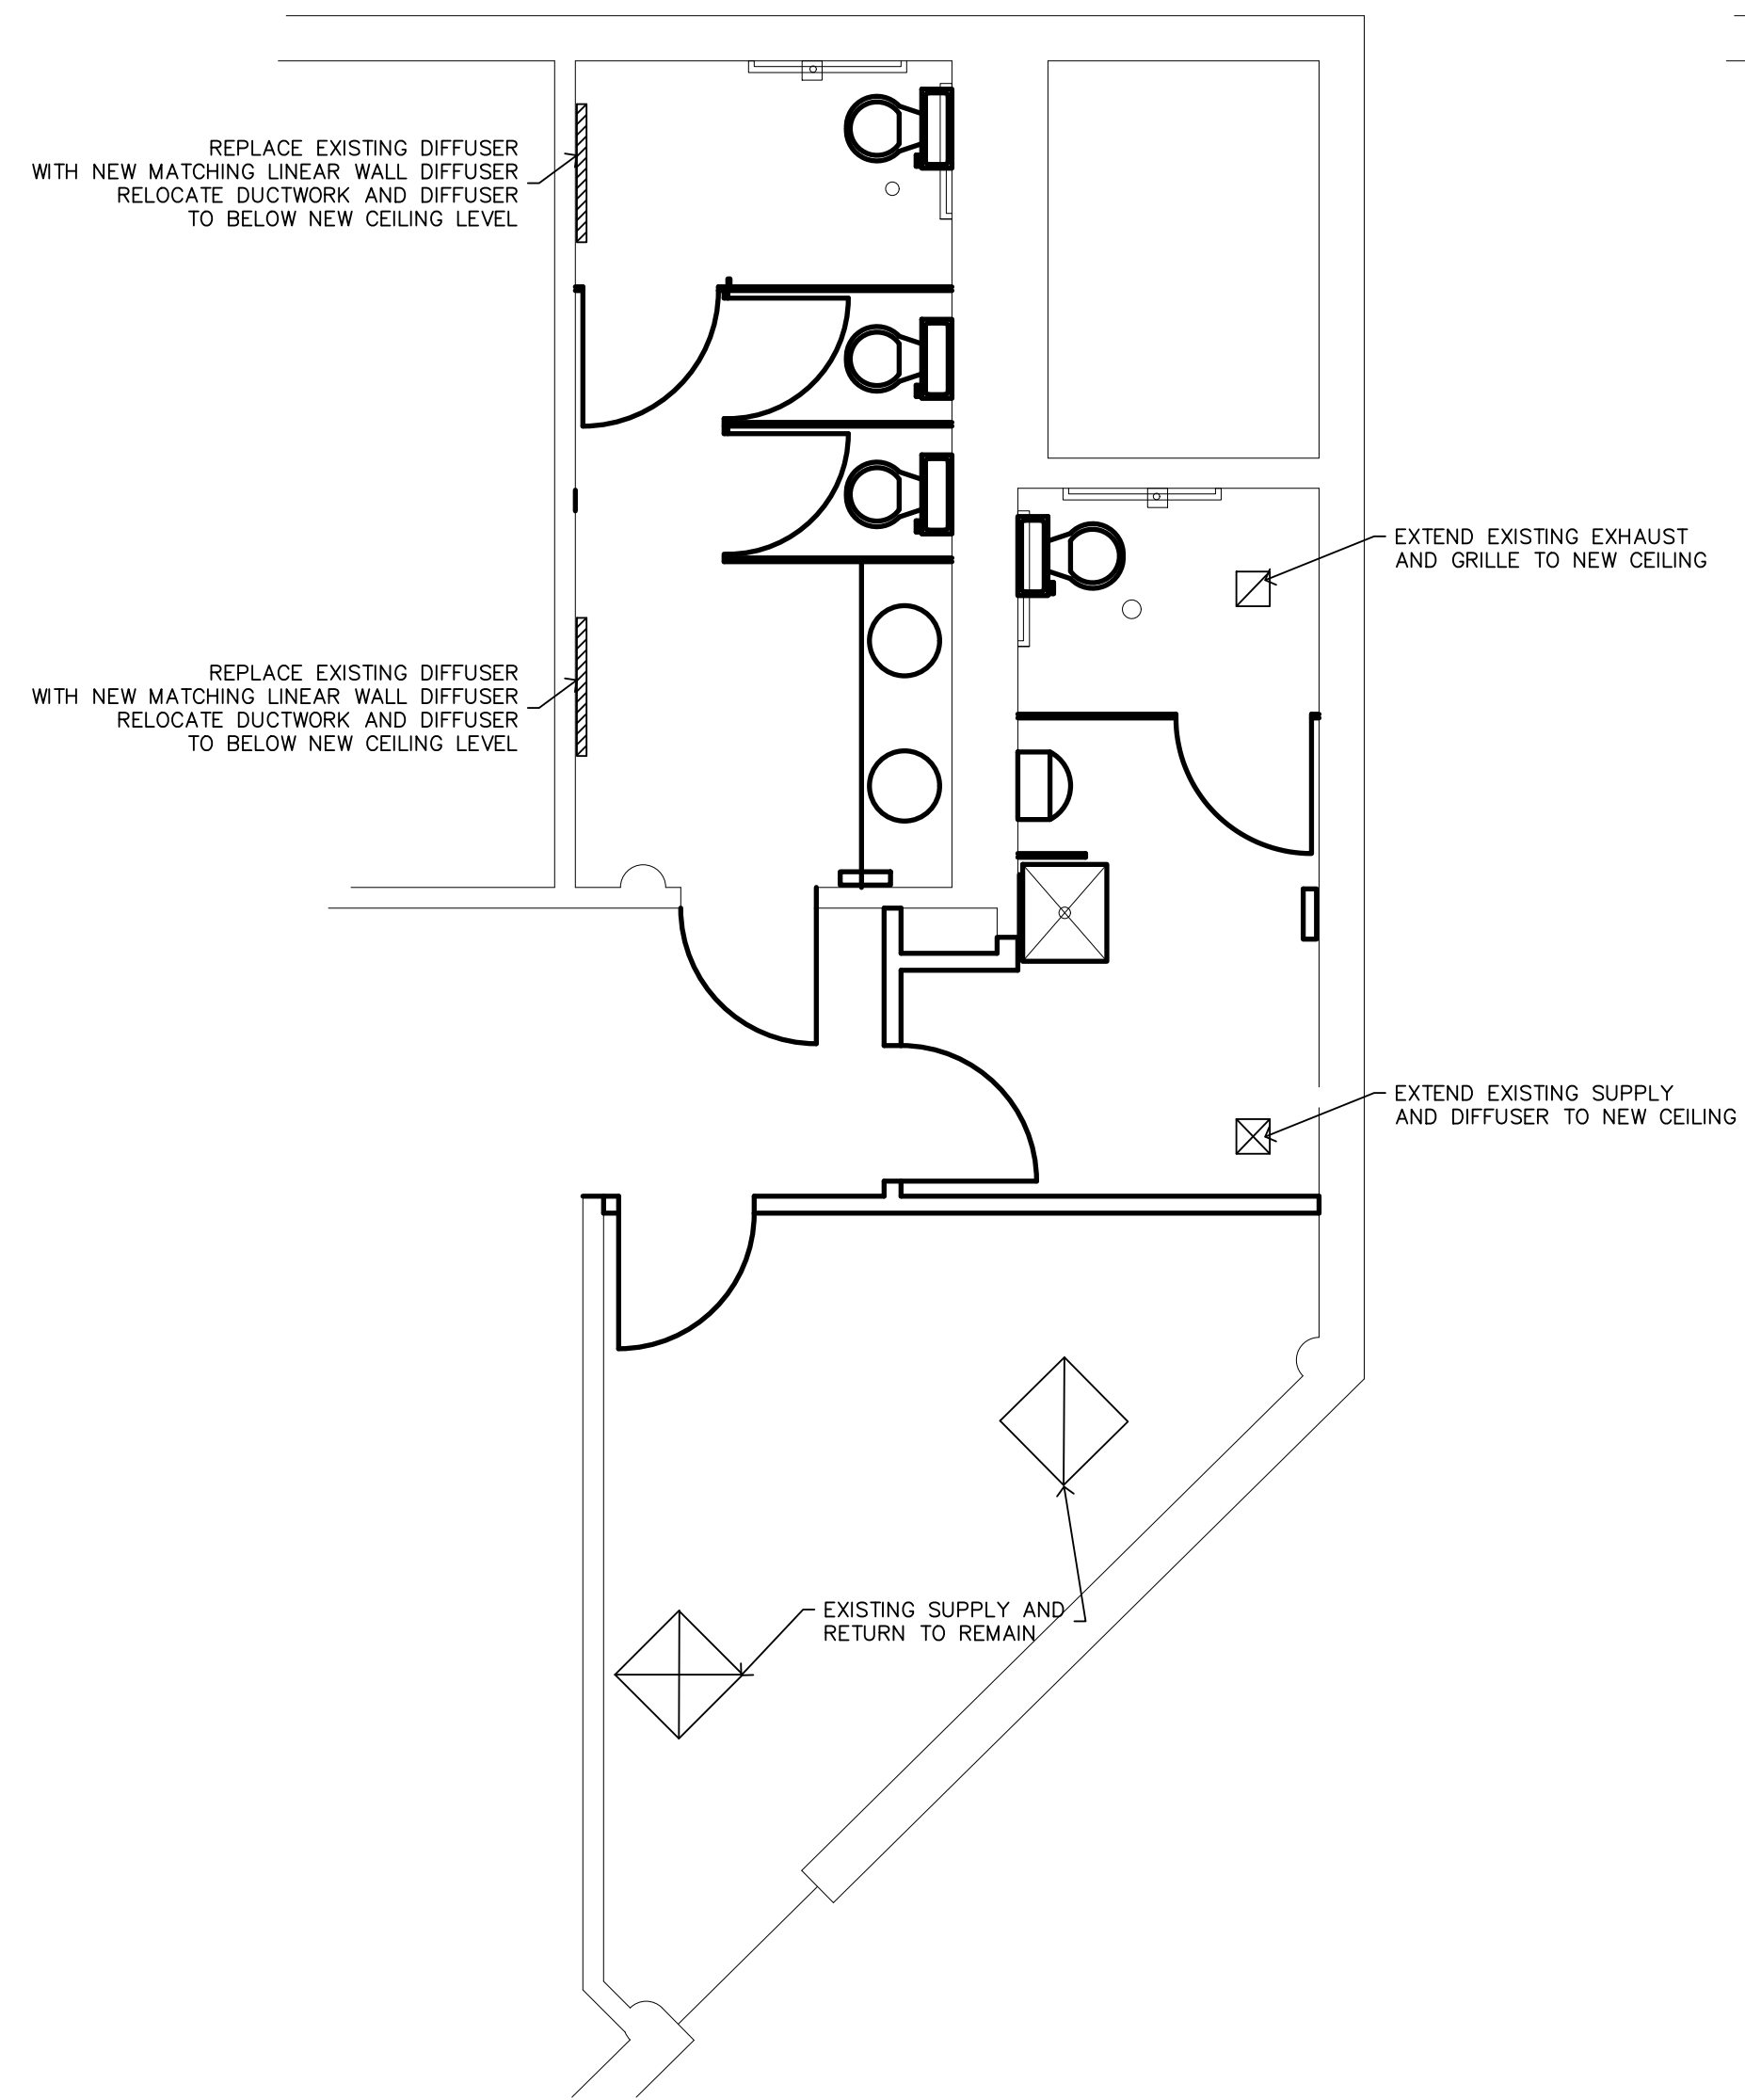 REPLACE EXISTING DIFFUSER
WITH NEW MATCHING LINEAR WALL DIFFUSER
RELOCATE DUCTWORK AND DIFFUSER
TO BELOW NEW CEILING LEVEL
EXTEND EXISTING EXHAUST
AND GRILLE TO NEW CEILING
REPLACE EXISTING DIFFUSER
WITH NEW MATCHING LINEAR WALL DIFFUSER
RELOCATE DUCTWORK AND DIFFUSER
TO BELOW NEW CEILING LEVEL
EXTEND EXISTING SUPPLY
AND DIFFUSER TO NEW CEILING
EXISTING SUPPLY AND
RETURN TO REMAIN